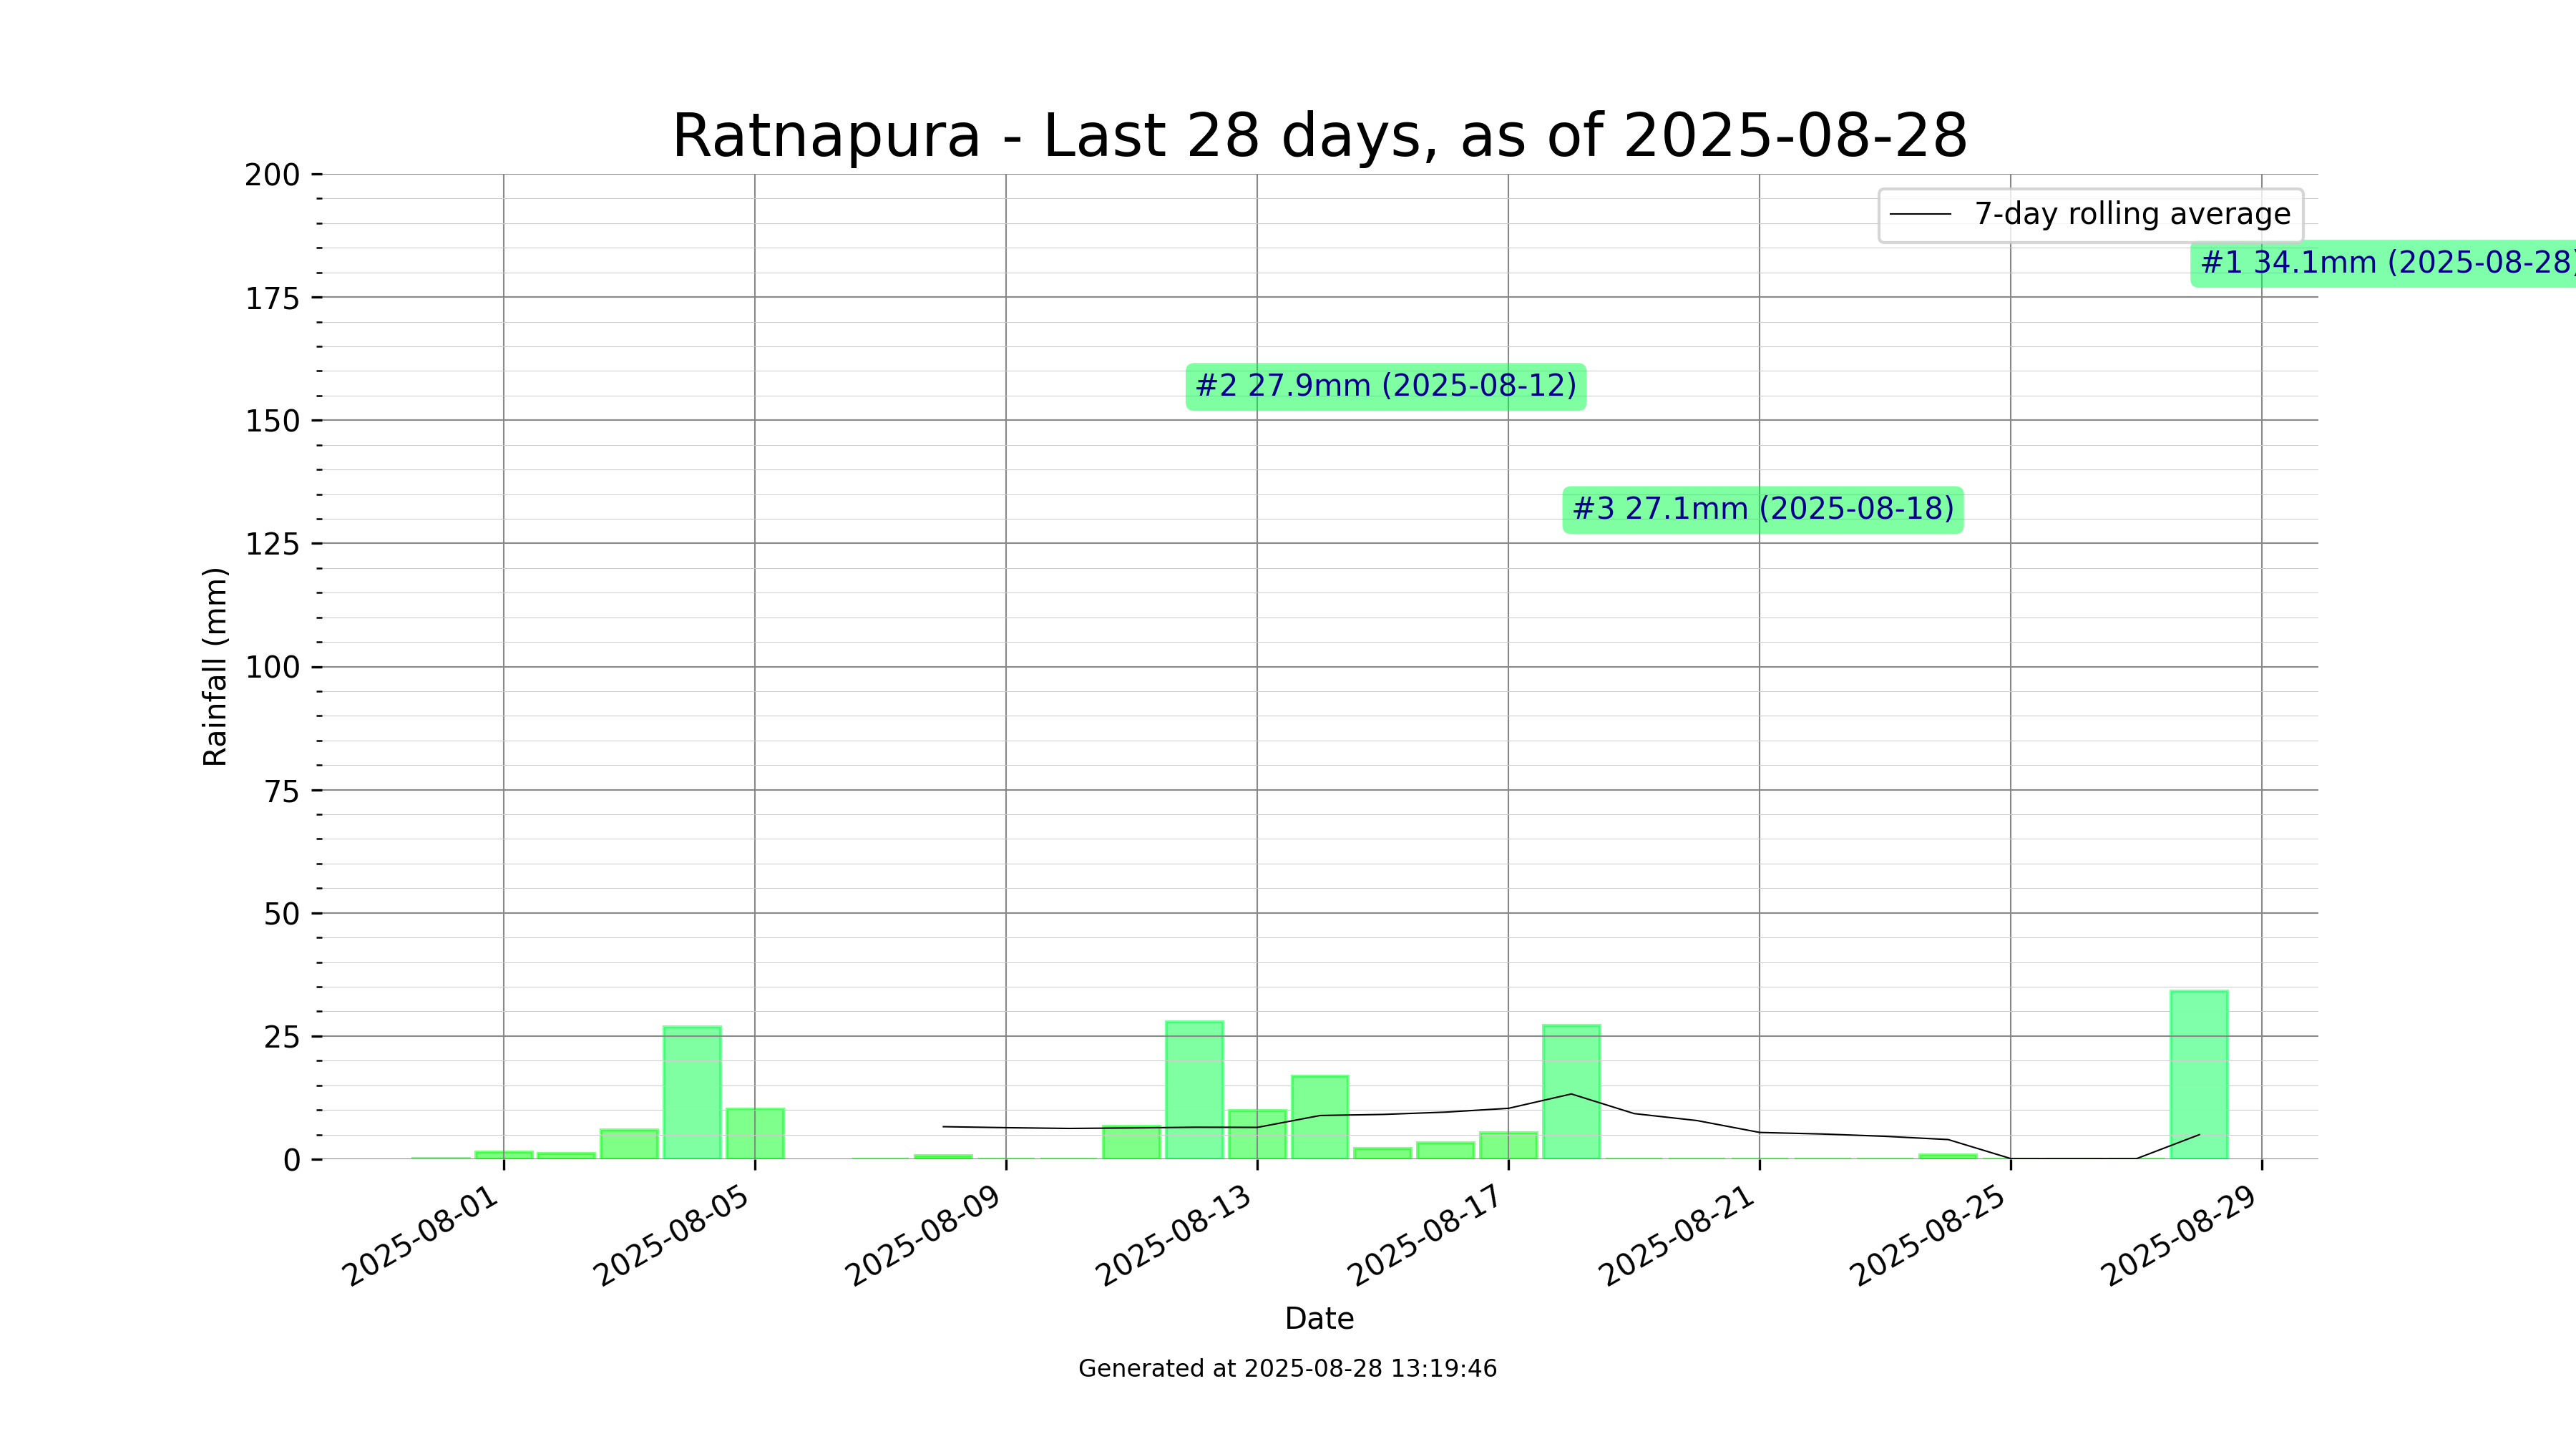 Ratnapura - Last 28 days, as of 2025-08-28
200
175
150
125
100
75
50
25
0
Rainfall (mm)
7-day rolling average
#1 34.1mm (2025-08-28)
#2 27.9mm (2025-08-12)
#3 27.1mm (2025-08-18)
2025-08-01
2025-08-05
2025-08-09
2025-08-13
2025-08-17
2025-08-21
2025-08-25
2025-08-29
Date
Generated at 2025-08-28 13:19:46